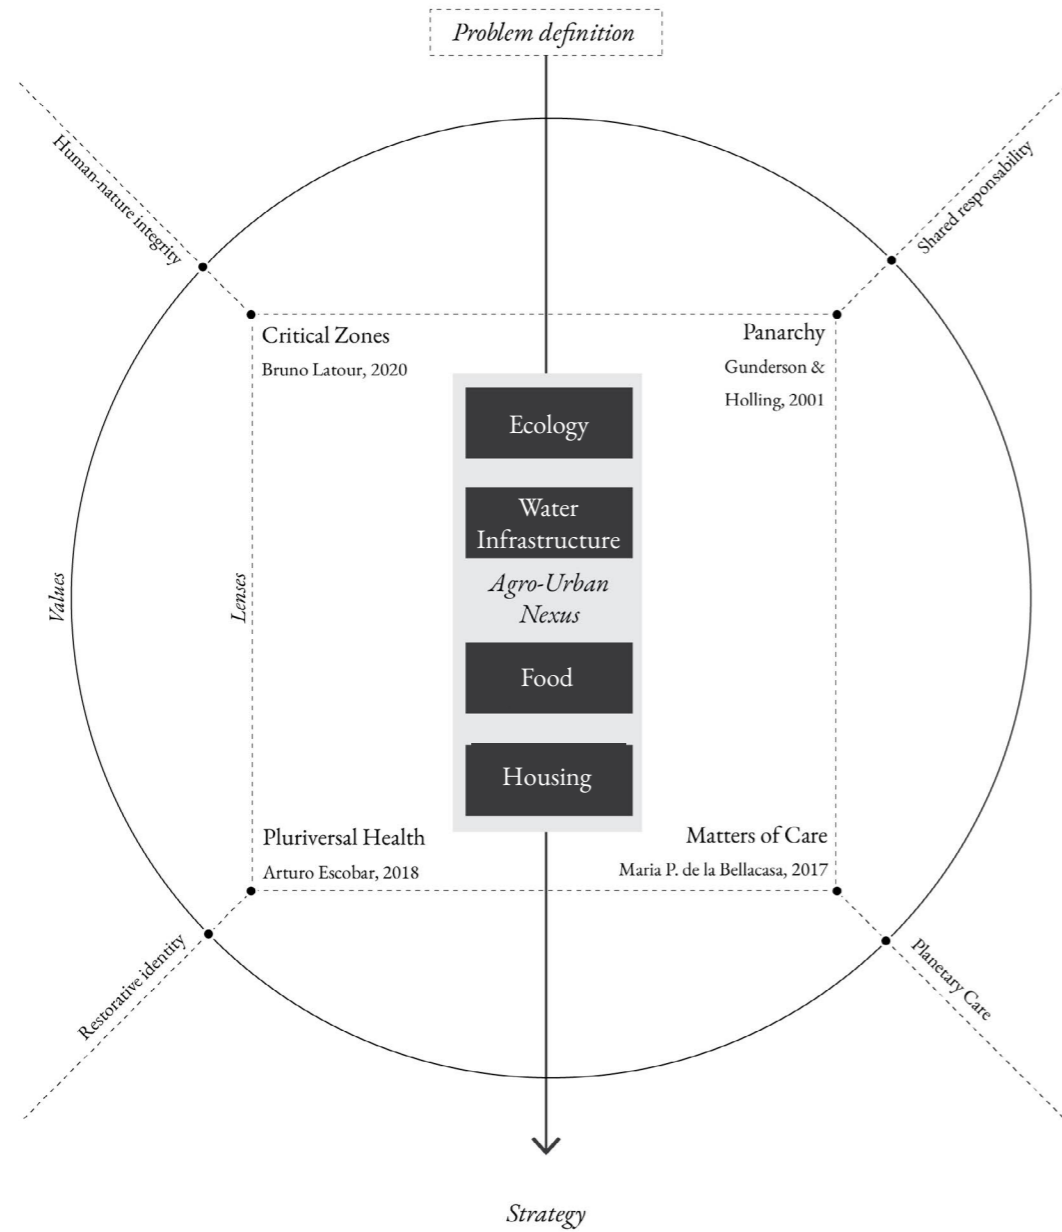 Problem definition
Human-nature integrity
Shared responsability
Critical Zones
Bruno Latour, 2020
Panarchy
Gunderson &
Holling, 2001
Ecology
Water
Infrastructure
Agro-Urban
Nexus
Values
Lenses
Food
Housing
Pluriversal Health
Arturo Escobar, 2018
Matters of Care
Maria P. de la Bellacasa, 2017
Restorative identity
Planetary Care
Strategy